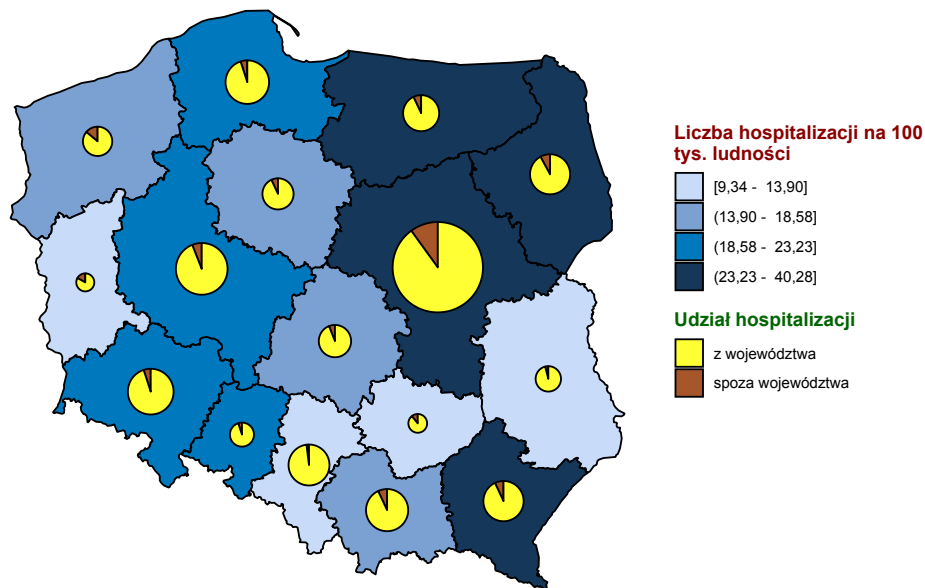 Liczba hospitalizacji na 100
tys. ludności
[9,34 - 13,90]
(13,90 - 18,58]
(18,58 - 23,23]
(23,23 - 40,28]
Udział hospitalizacji
z województwa
spoza województwa